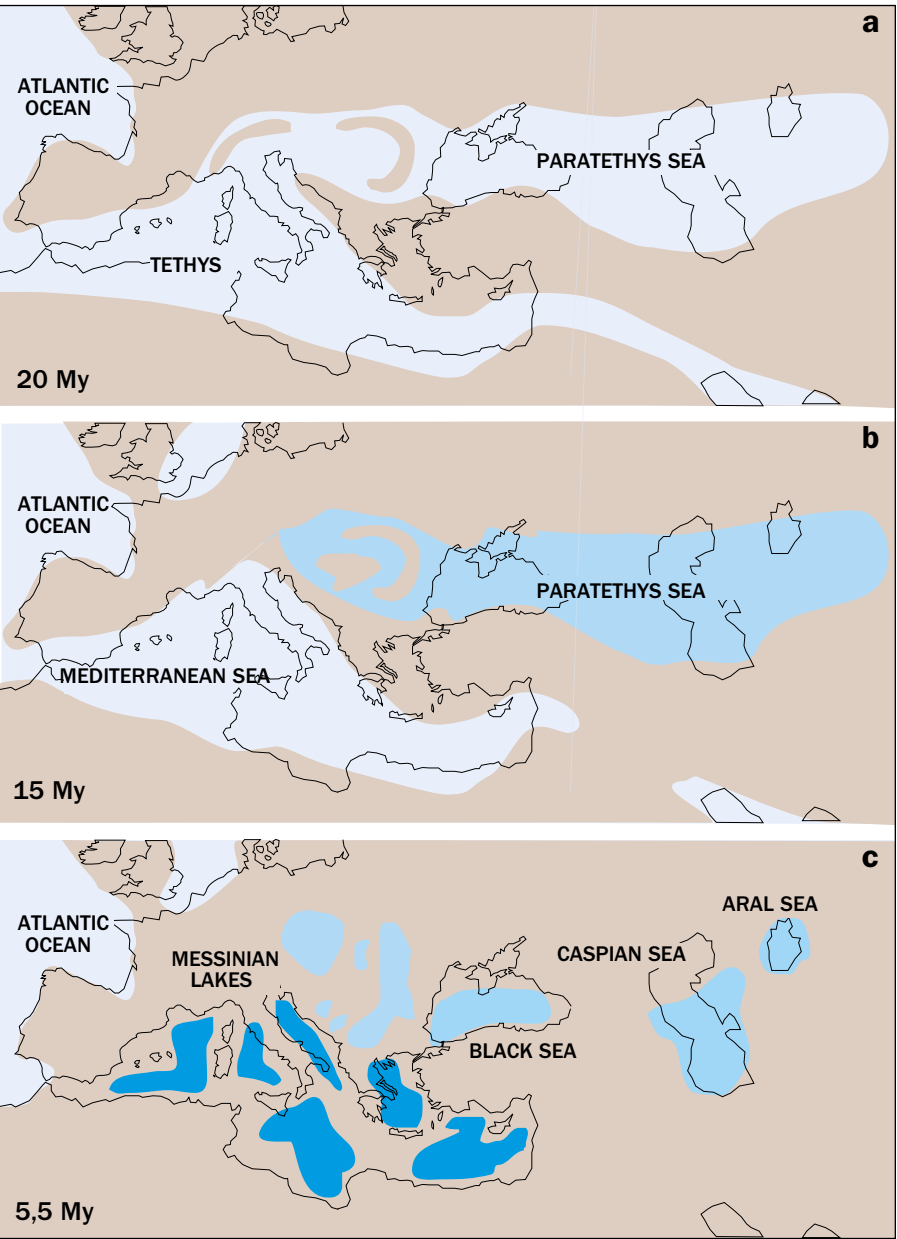 a
ATLANTIC
OCEAN
PARATETHYS SEA
TETHYS
20 My
b
ATLANTIC
OCEAN
PARATETHYS SEA
MEDITERRANEAN SEA
15 My
c
ARAL SEA
ATLANTIC
OCEAN
CASPIAN SEA
MESSINIAN
LAKES
BLACK SEA
5,5 My